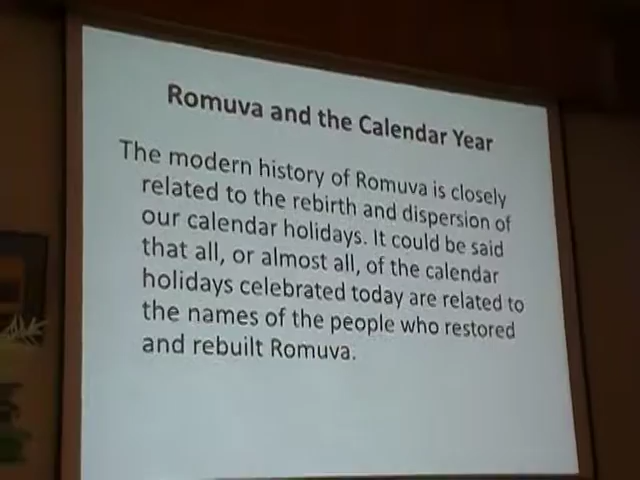 Romuva and the Calendar Year
The modern history of Romuva is closely
related to the rebirth and dispersion of
our calendar holidays. It could be said
that all, or almost all, of the calendar
holidays celebrated today are related to
the names of the people who restored
and rebuilt Romuva.